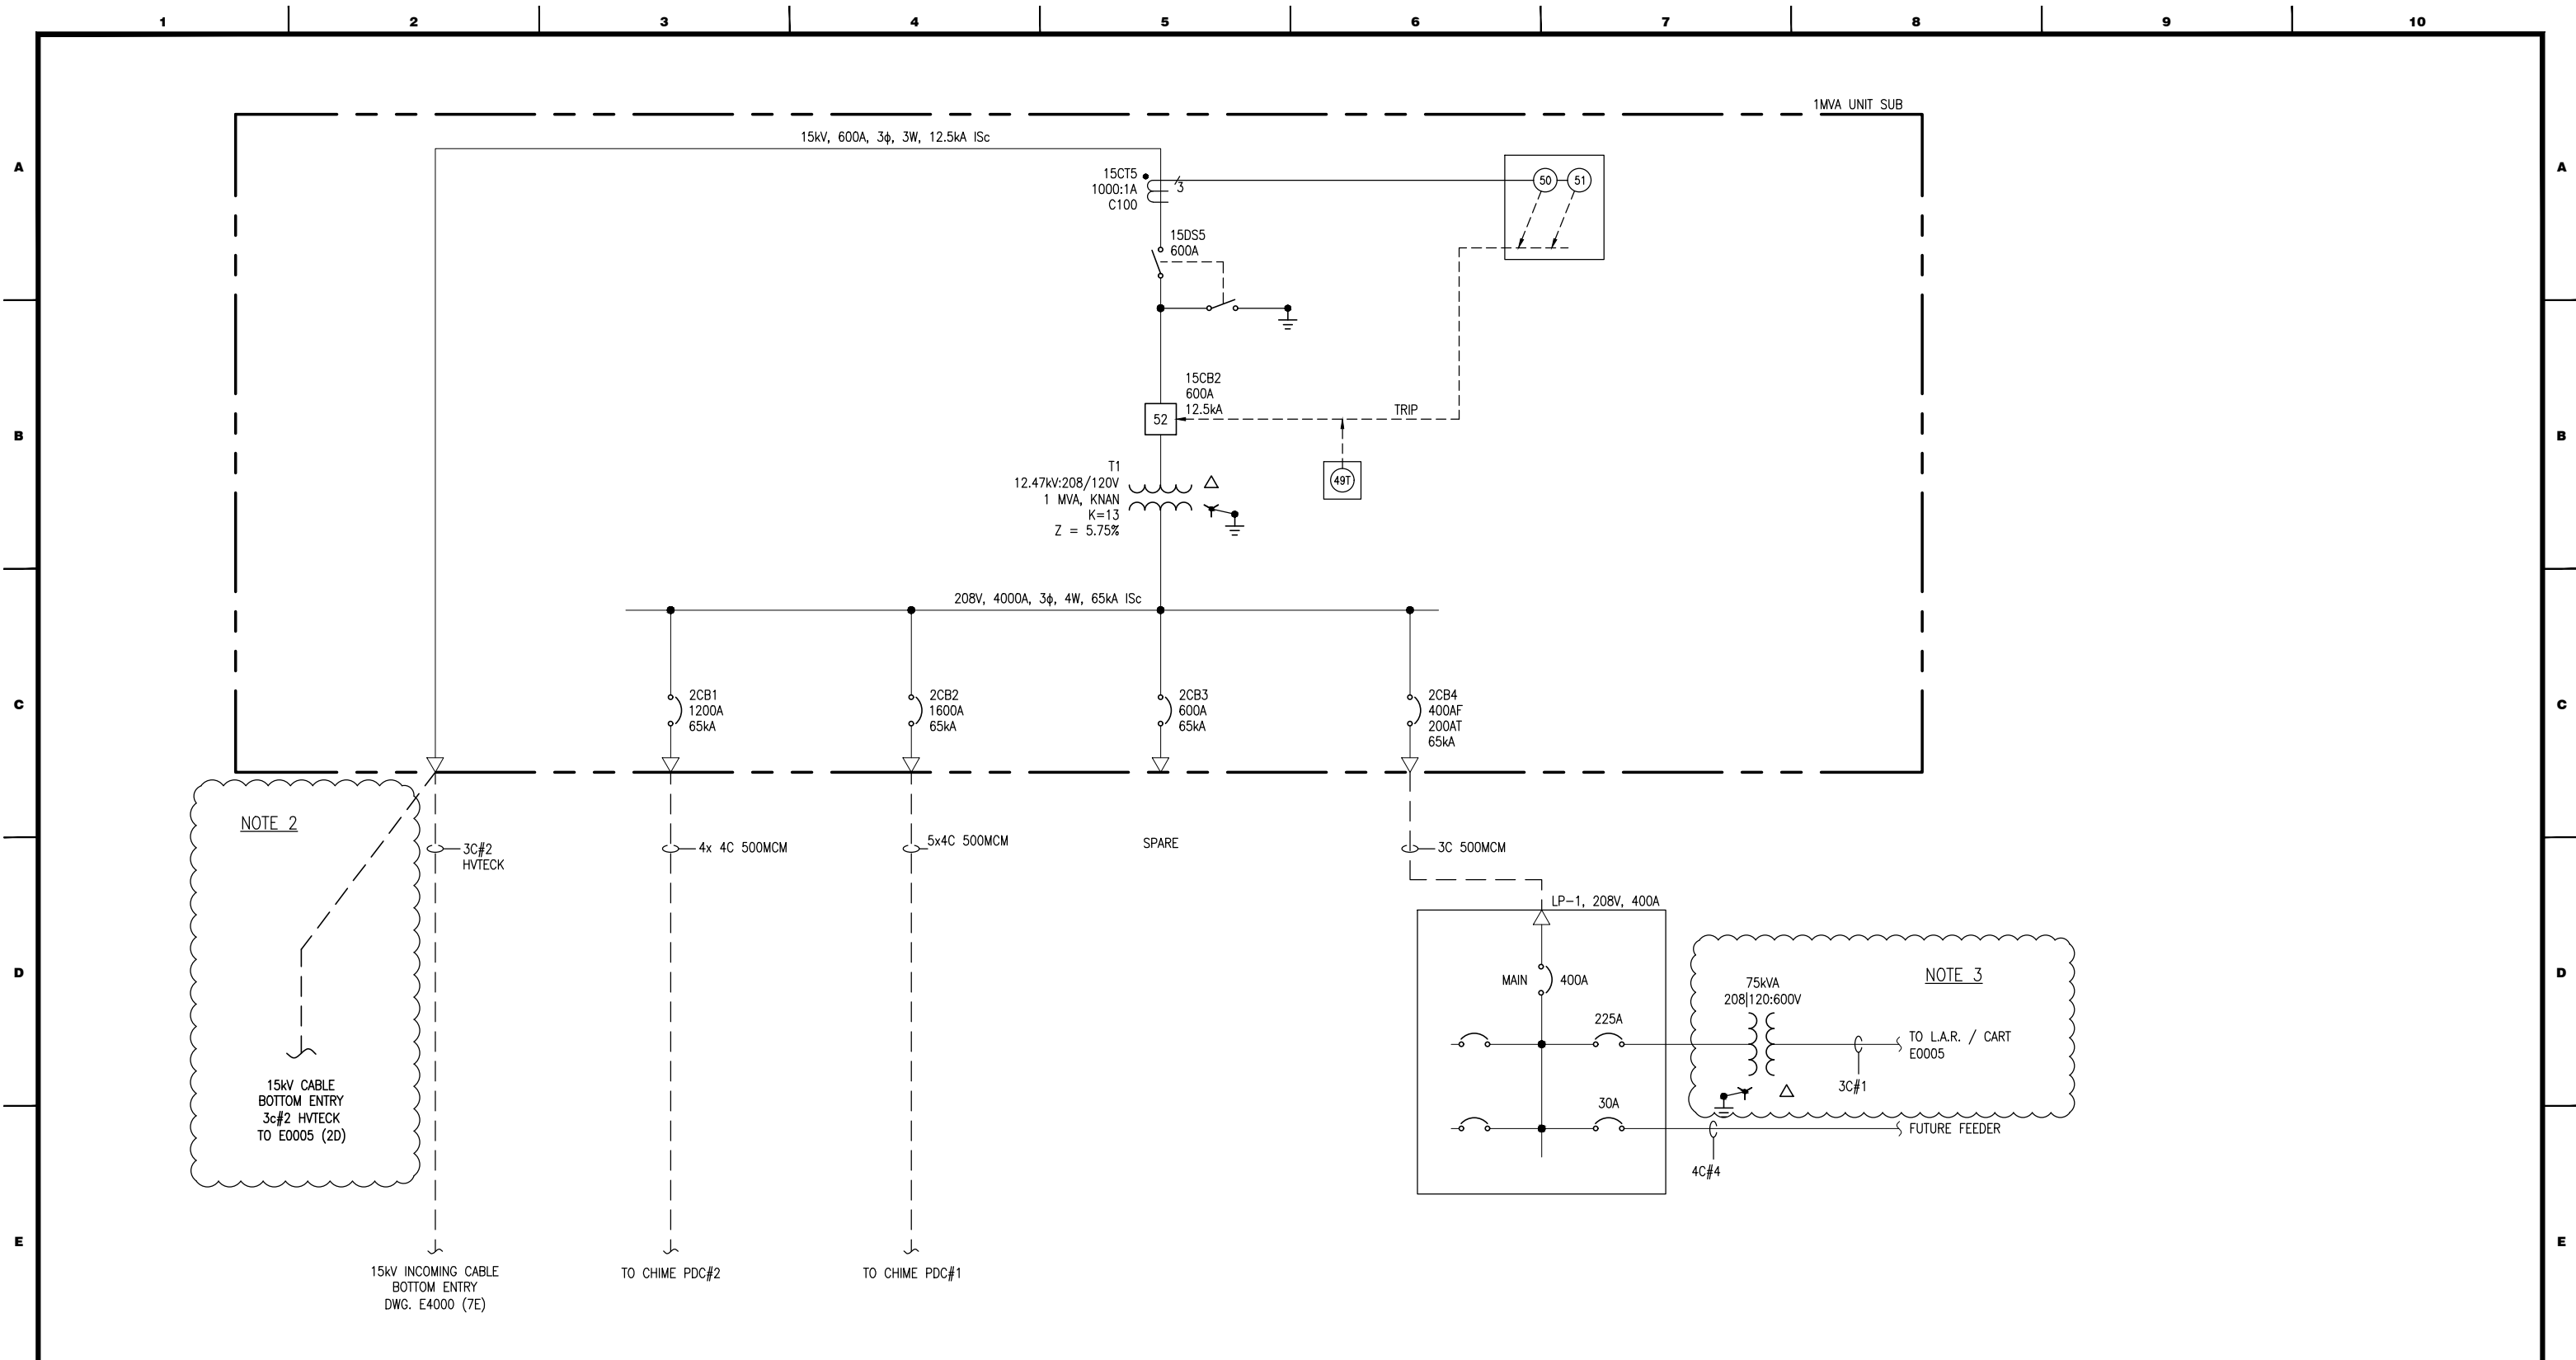 1 2 3 4 5 6 7 8 9 10
1MVA UNIT SUB
15kV, 600A, 3ϕ, 3W, 12.5kA ISc
A
A
15CT5
1000:1A
C100
3
50
51
15DS5
600A
15CB2
600A
12.5kA
52
TRIP
B
B
49T
T1
12.47kV:208/120V
1 MVA, KNAN
K=13
Z = 5.75%
208V, 4000A, 3ϕ, 4W, 65kA ISc
C
C
2CB1
1200A
65kA
2CB2
1600A
65kA
2CB3
600A
65kA
2CB4
400AF
200AT
65kA
NOTE 2
3C#2
HVTECK
4x 4C 500MCM
5x4C 500MCM
SPARE
3C 500MCM
LP-1, 208V, 400A
D
D
MAIN
400A
75kVA
208|120:600V
NOTE 3
225A
TO L.A.R. / CART
E0005
3C#1
15kV CABLE
BOTTOM ENTRY
3c#2 HVTECK
TO E0005 (2D)
30A
FUTURE FEEDER
4C#4
E
E
15kV INCOMING CABLE
BOTTOM ENTRY
DWG. E4000 (7E)
TO CHIME PDC#2
TO CHIME PDC#1